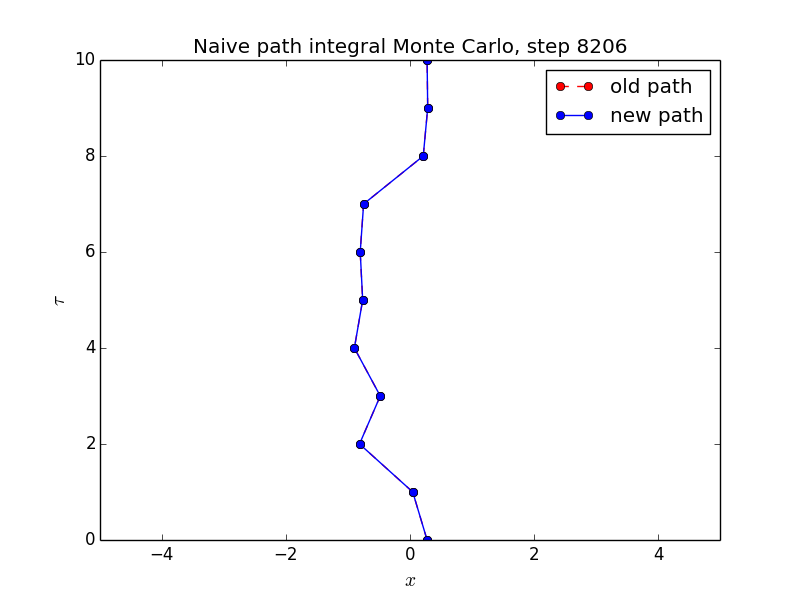 Naive path integral Monte Carlo, step 8206
old path
new path
10
8
6
4
2
0
τ
−4 −2 0 2 4
x